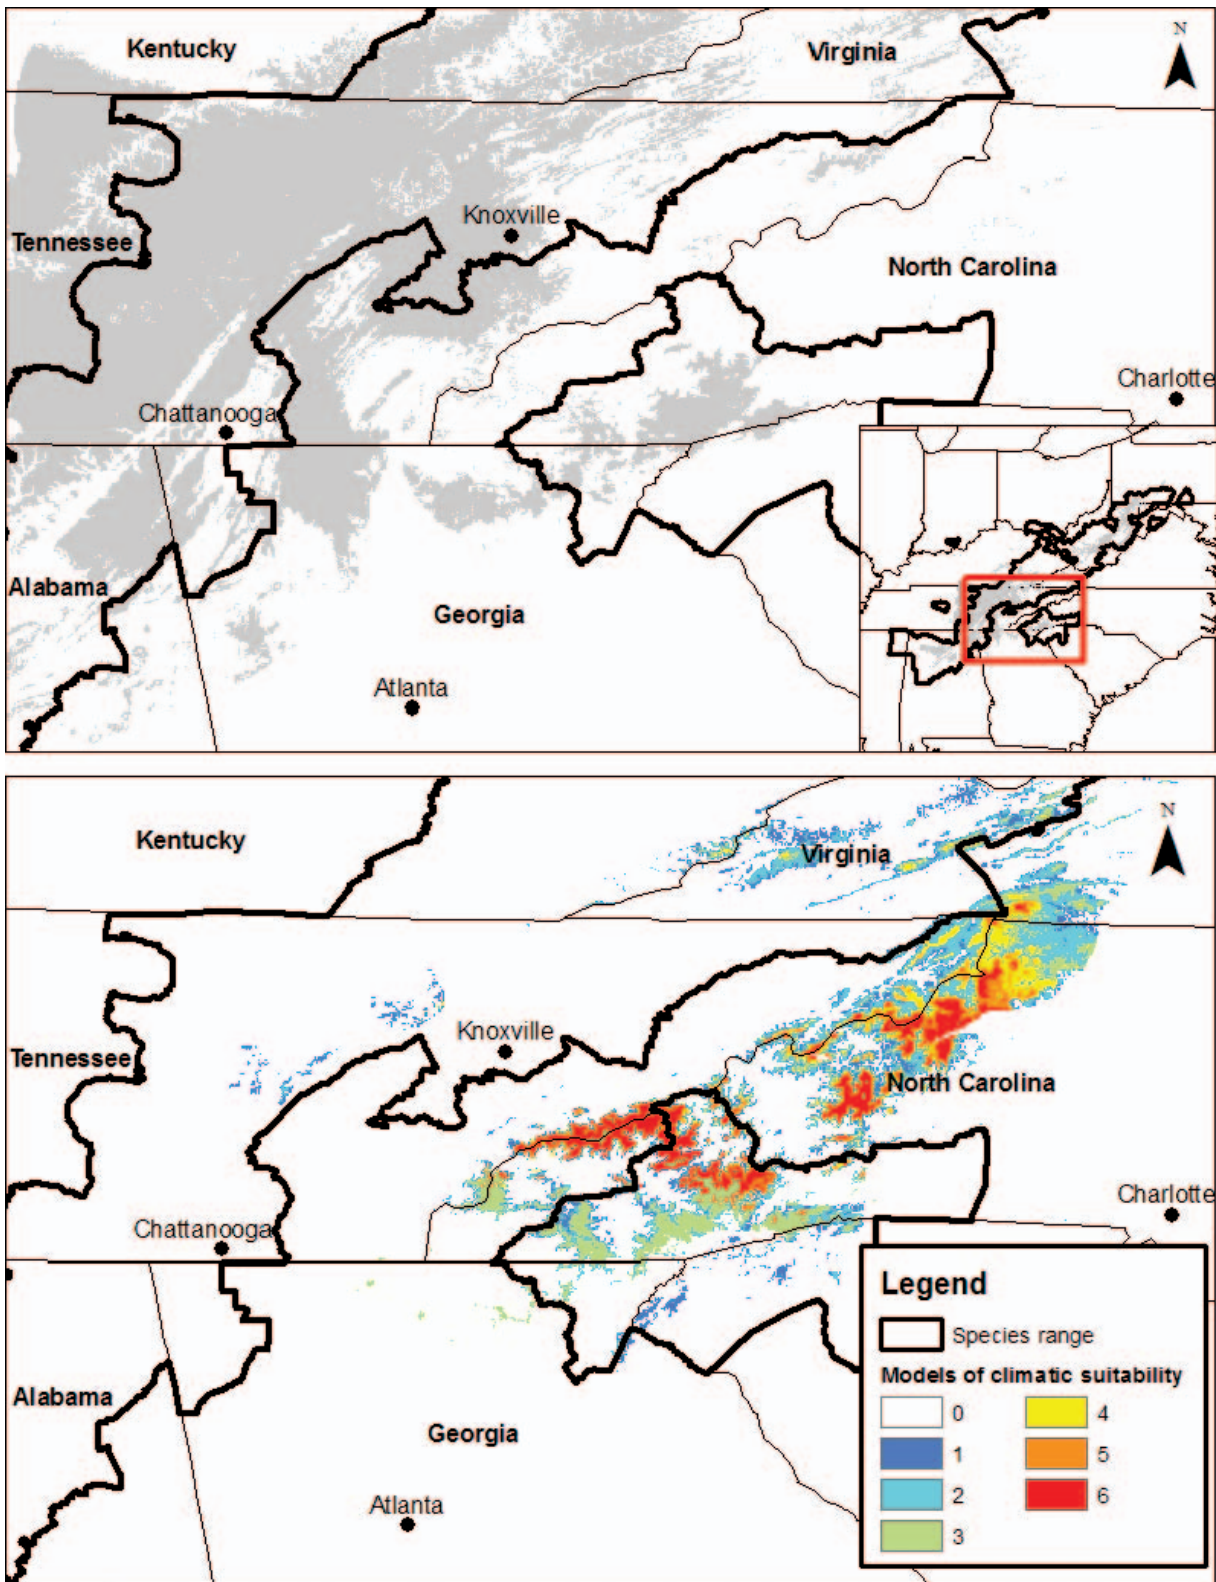 N
Kentucky
Virginia
Knoxville
Tennessee
North Carolina
Charlotte
Chattanooga
Alabama
Georgia
Atlanta
N
Kentucky
Virginia
Knoxville
Tennessee
North Carolina
Charlotte
Chattanooga
Legend
Species range
Models of climatic suitability
0
4
1
5
2
6
3
Alabama
Georgia
Atlanta